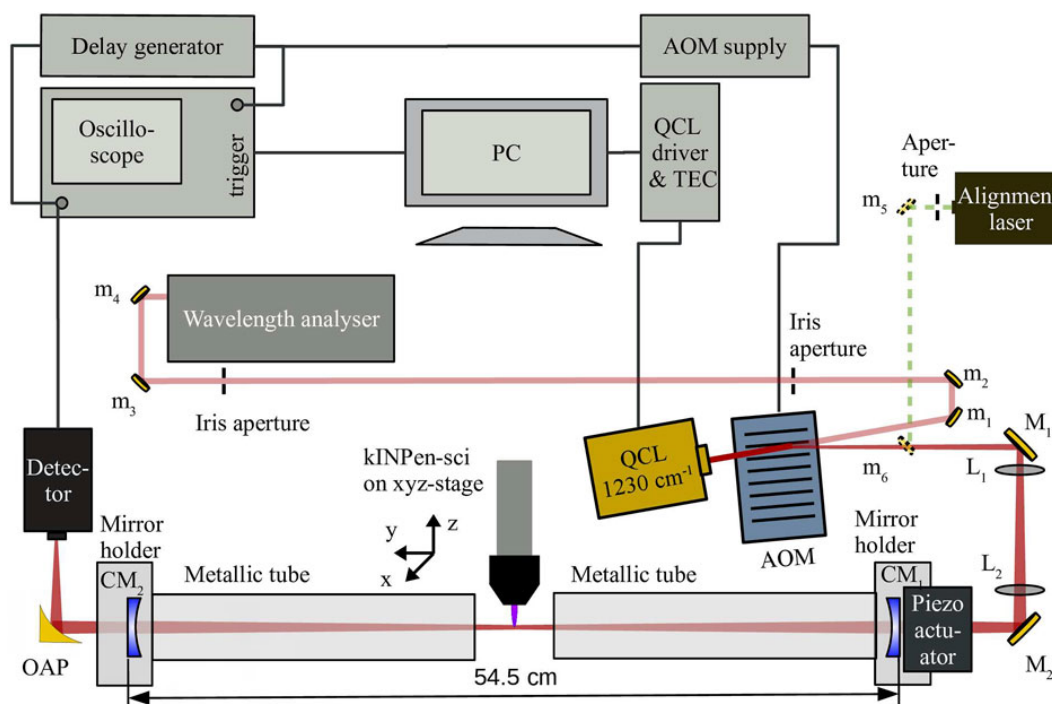 Delay generator
AOM supply
Oscillo-
scope
trigger
PC
QCL
driver
& TEC
Aper-
ture
m5
Alignment
laser
m4
Wavelength analyser
Iris
aperture
m3
Iris aperture
m2
m1
M1
Detec-
tor
kINPen-sci
on xyz-stage
QCL
1230 cm-1
m6
L1
Mirror
holder
y
z
x
AOM
Mirror
holder
CM2
Metallic tube
Metallic tube
CM1
L2
Piezo
actu-
ator
OAP
M2
54.5 cm